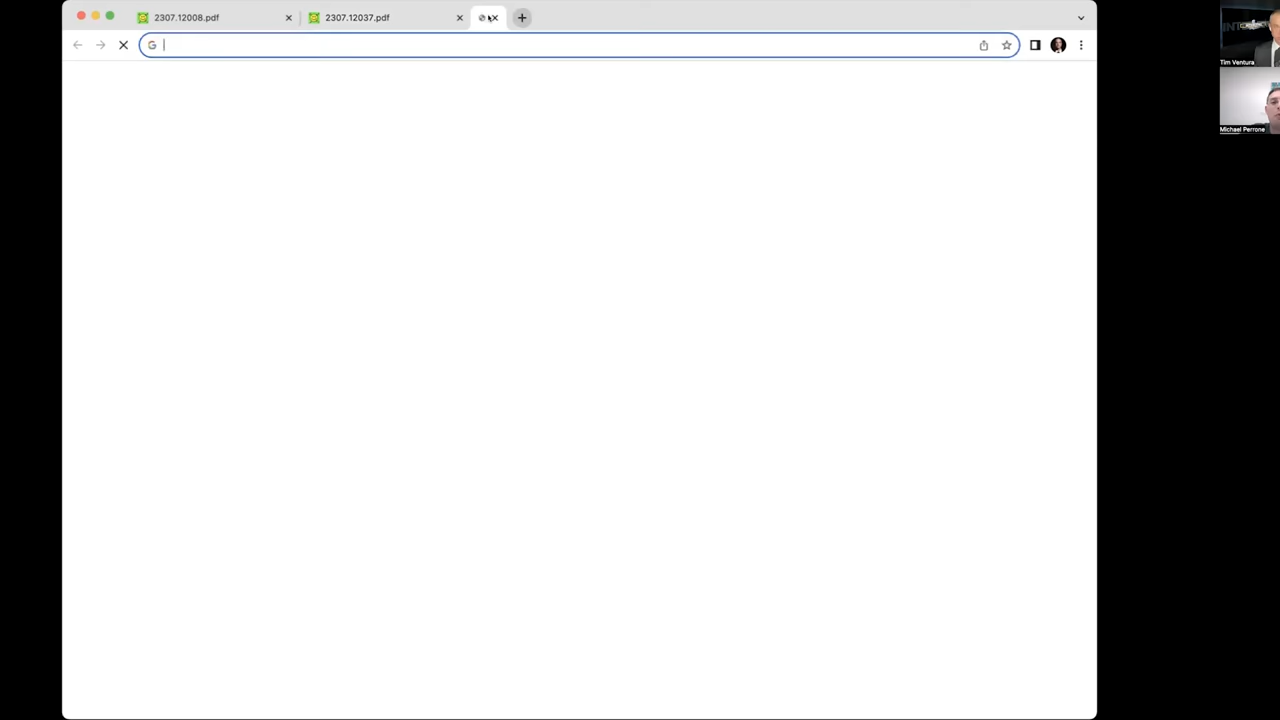 2307.12008.pdf
2307.12037.pdf
Tim Ventura
Michael Perrone